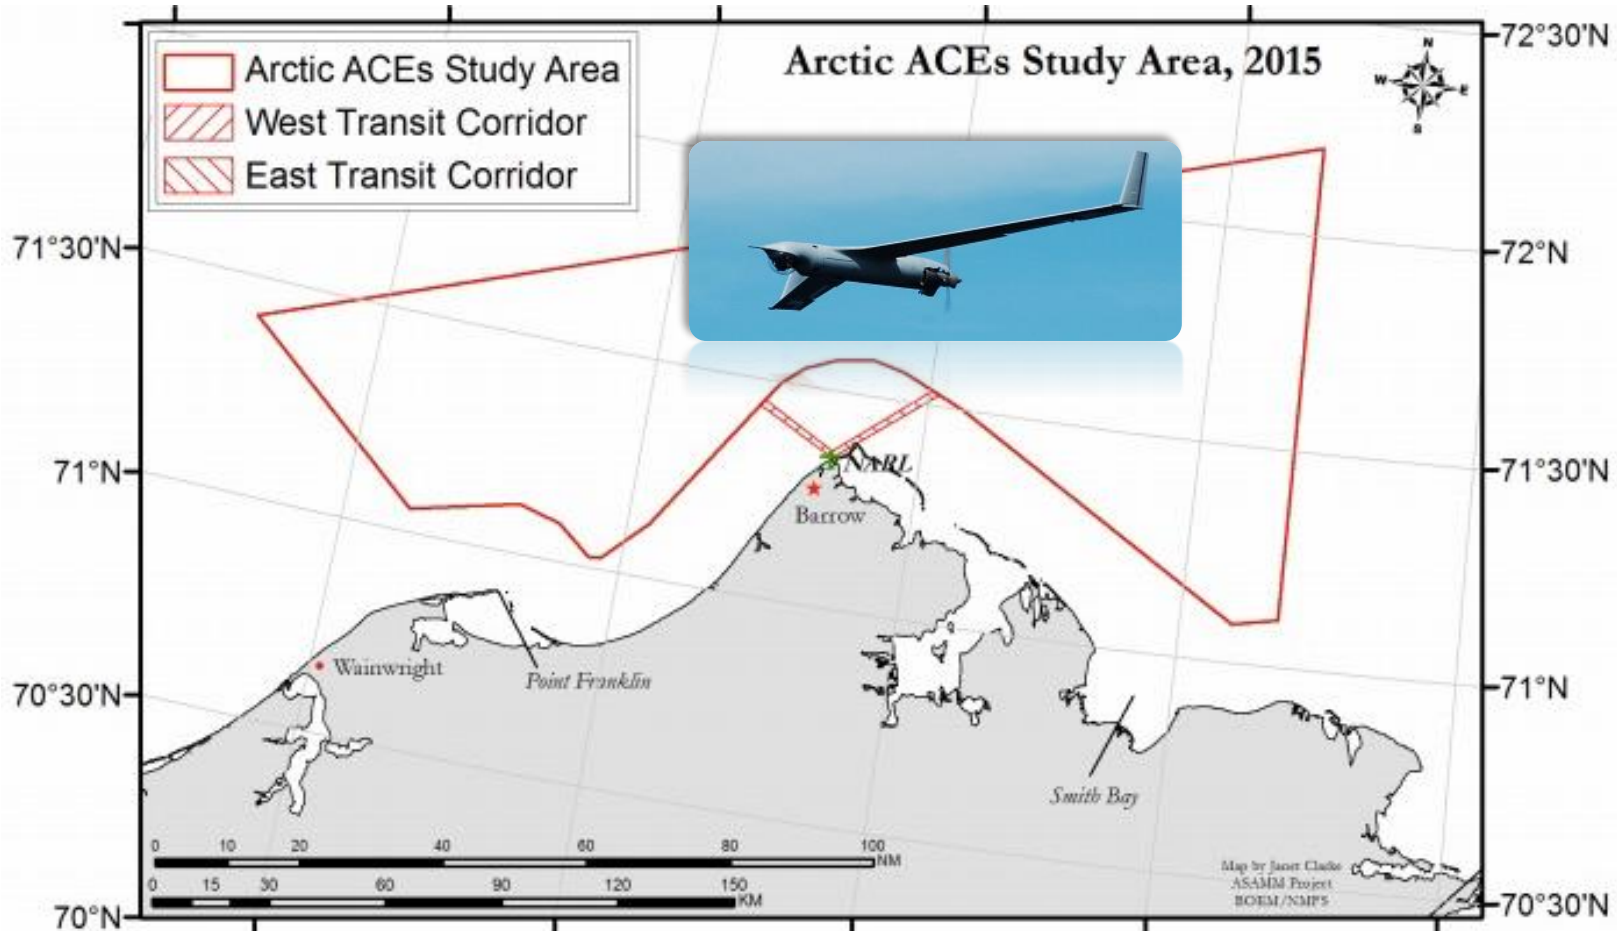 72°30'N
Arctic ACEs Study Area, 2015
N
W E
S
Arctic ACEs Study Area
West Transit Corridor
East Transit Corridor
71°30'N
72°N
71°N
71°30'N
NARL
Barrow
Wainwright
Point Franklin
70°30'N
71°N
Smith Bay
0 10 20 40 60 80 100
NM
0 15 30 60 90 120 150
KM
Map by Janet Clarke
ASAMM Project
BOEM/NMFS
70°N
70°30'N